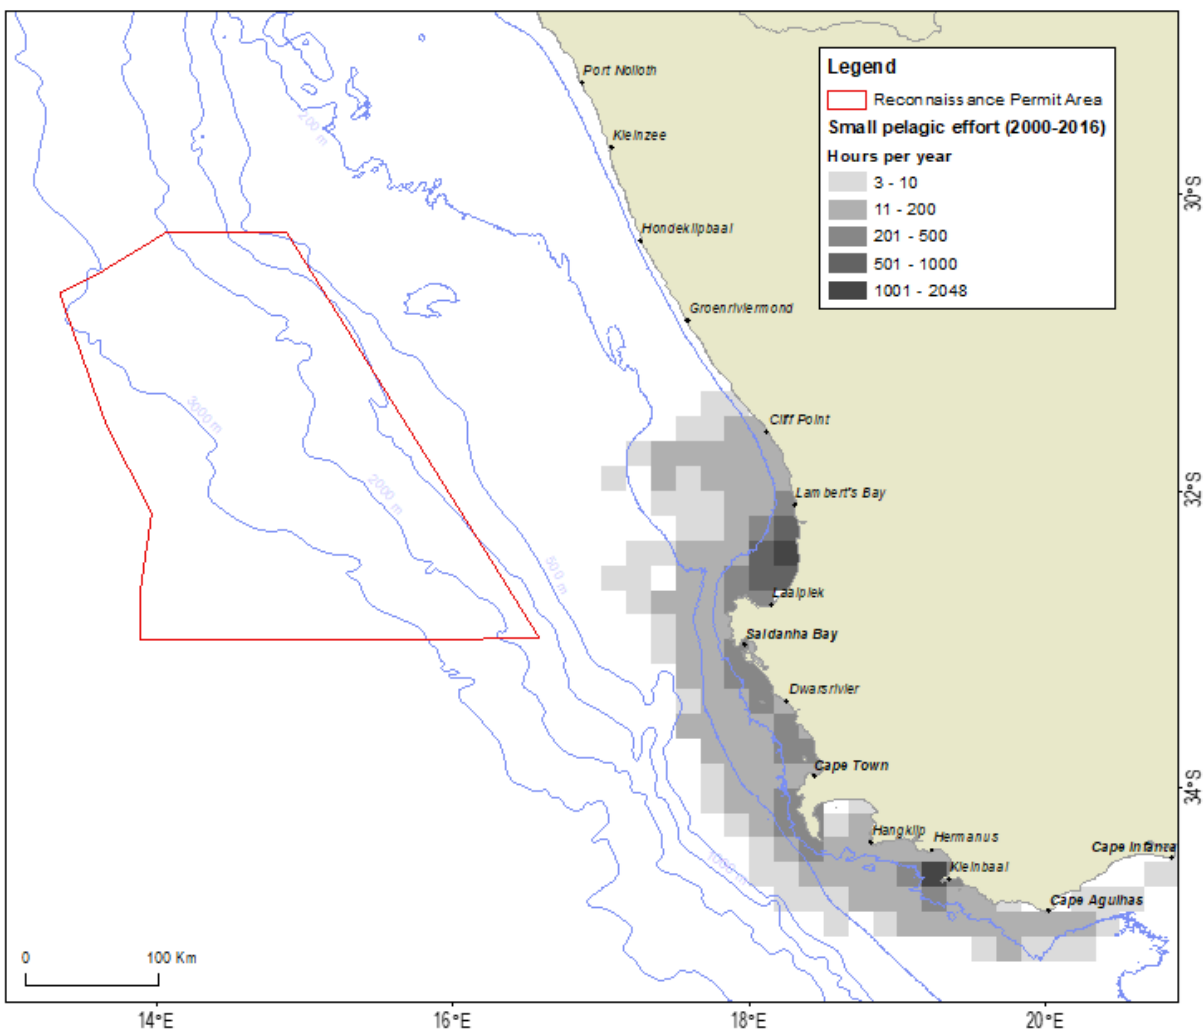 Legend
Reconnaissance Permit Area
Small pelagic effort (2000-2016)
Hours per year
3 - 10
11 - 200
201 - 500
501 - 1000
1001 - 2048
Port Nolloth
Kleinzee
Hondeklipbaai
Groenriviermond
Cliff Point
Lambert's Bay
Laaiplek
Saldanha Bay
Dwarsrivier
Cape Town
Hangklip
Hermanus
Kleinbaai
Cape Infanta
Cape Agulhas
200 m
3000 m
2000 m
500 m
1000 m
30°S
32°S
34°S
0 100 Km
14°E 16°E 18°E 20°E